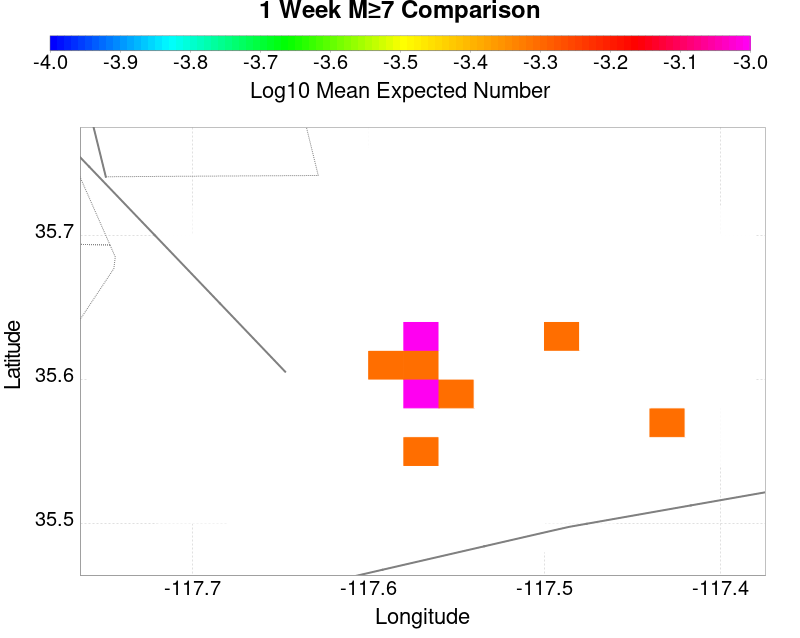 1 Week M≥7 Comparison
-4.0 -3.9 -3.8 -3.7 -3.6 -3.5 -3.4 -3.3 -3.2 -3.1 -3.0
Log10 Mean Expected Number
35.7
35.6
35.5
Latitude
-117.7 -117.6 -117.5 -117.4
Longitude